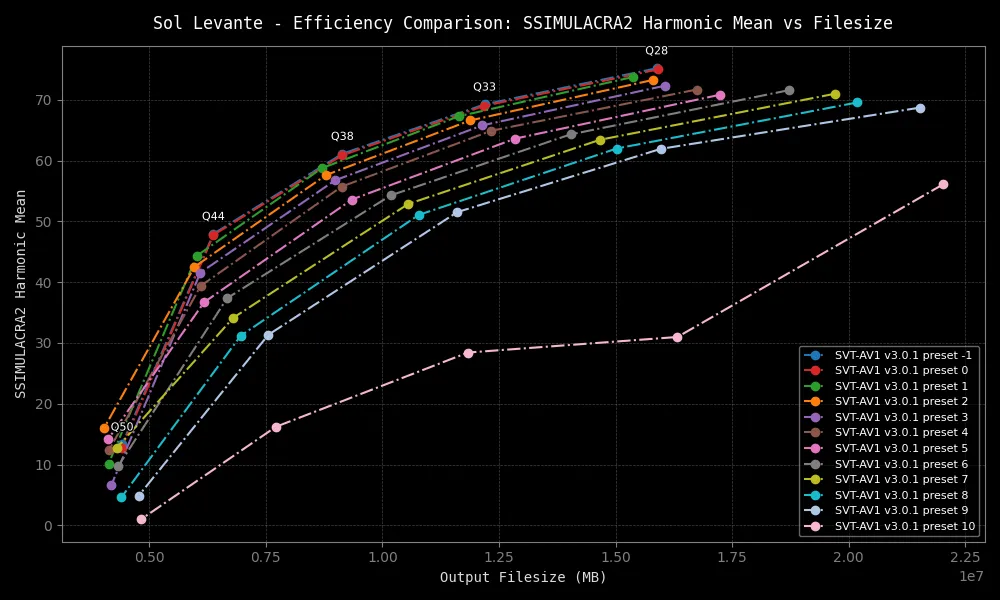 Sol Levante - Efficiency Comparison: SSIMULACRA2 Harmonic Mean vs Filesize
Q28
Q33
Q38
Q44
Q50
SSIMULACRA2 Harmonic Mean
70
60
50
40
30
20
10
0
SVT-AV1 v3.0.1 preset -1
SVT-AV1 v3.0.1 preset 0
SVT-AV1 v3.0.1 preset 1
SVT-AV1 v3.0.1 preset 2
SVT-AV1 v3.0.1 preset 3
SVT-AV1 v3.0.1 preset 4
SVT-AV1 v3.0.1 preset 5
SVT-AV1 v3.0.1 preset 6
SVT-AV1 v3.0.1 preset 7
SVT-AV1 v3.0.1 preset 8
SVT-AV1 v3.0.1 preset 9
SVT-AV1 v3.0.1 preset 10
0.50 0.75 1.00 1.25 1.50 1.75 2.00 2.25
1e7
Output Filesize (MB)